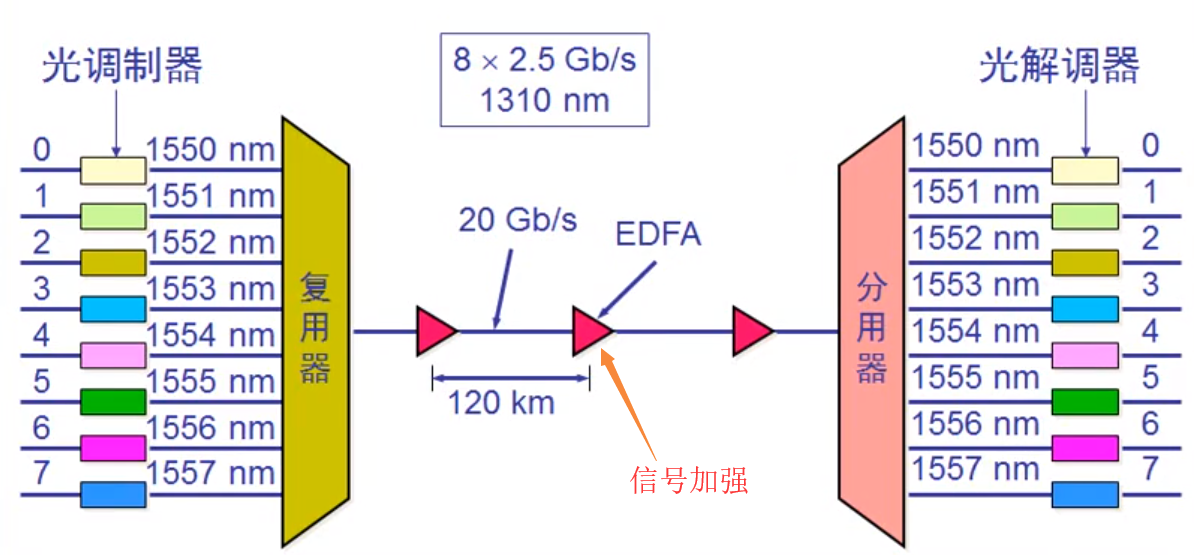 光调制器
8 × 2.5 Gb/s
1310 nm
光解调器
0 1550 nm
1 1551 nm
2 1552 nm
3 1553 nm
4 1554 nm
5 1555 nm
6 1556 nm
7 1557 nm
复用器
20 Gb/s
EDFA
120 km
信号加强
分用器
1550 nm 0
1551 nm 1
1552 nm 2
1553 nm 3
1554 nm 4
1555 nm 5
1556 nm 6
1557 nm 7